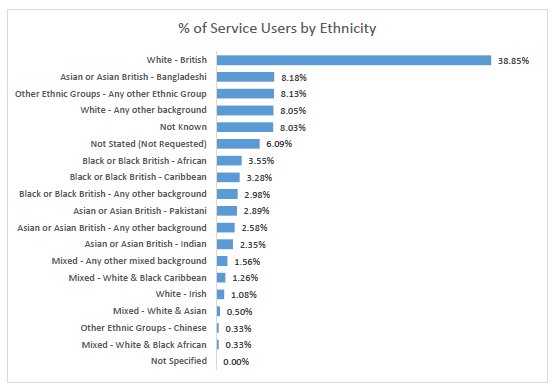 % of Service Users by Ethnicity
White - British 38.85%
Asian or Asian British - Bangladeshi 8.18%
Other Ethnic Groups - Any other Ethnic Group 8.13%
White - Any other background 8.05%
Not Known 8.03%
Not Stated (Not Requested) 6.09%
Black or Black British - African 3.55%
Black or Black British - Caribbean 3.28%
Black or Black British - Any other background 2.98%
Asian or Asian British - Pakistani 2.89%
Asian or Asian British - Any other background 2.58%
Asian or Asian British - Indian 2.35%
Mixed - Any other mixed background 1.56%
Mixed - White & Black Caribbean 1.26%
White - Irish 1.08%
Mixed - White & Asian 0.50%
Other Ethnic Groups - Chinese 0.33%
Mixed - White & Black African 0.33%
Not Specified 0.00%